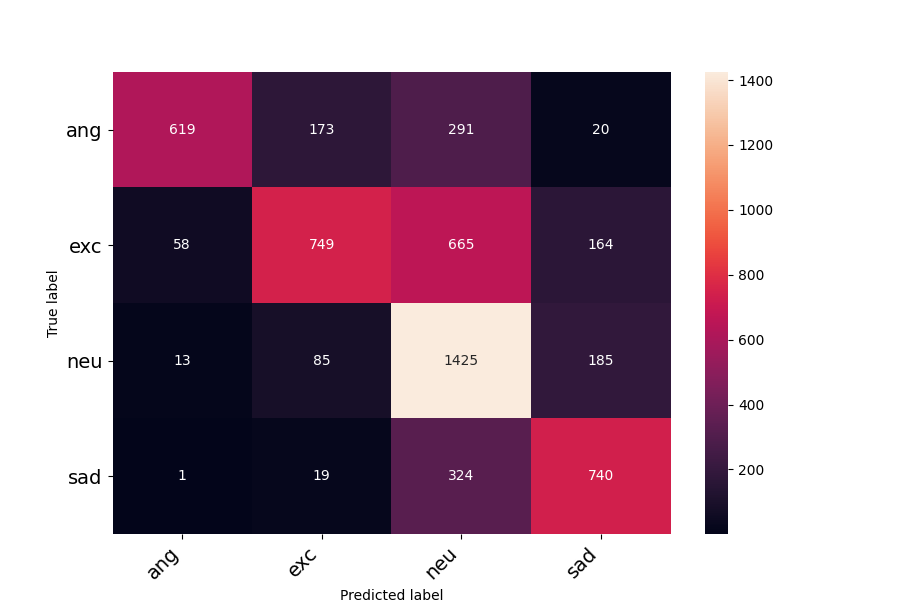 ang 619 173 291 20
exc 58 749 665 164
neu 13 85 1425 185
sad 1 19 324 740
ang exc neu sad
Predicted label
True label
1400
1200
1000
800
600
400
200